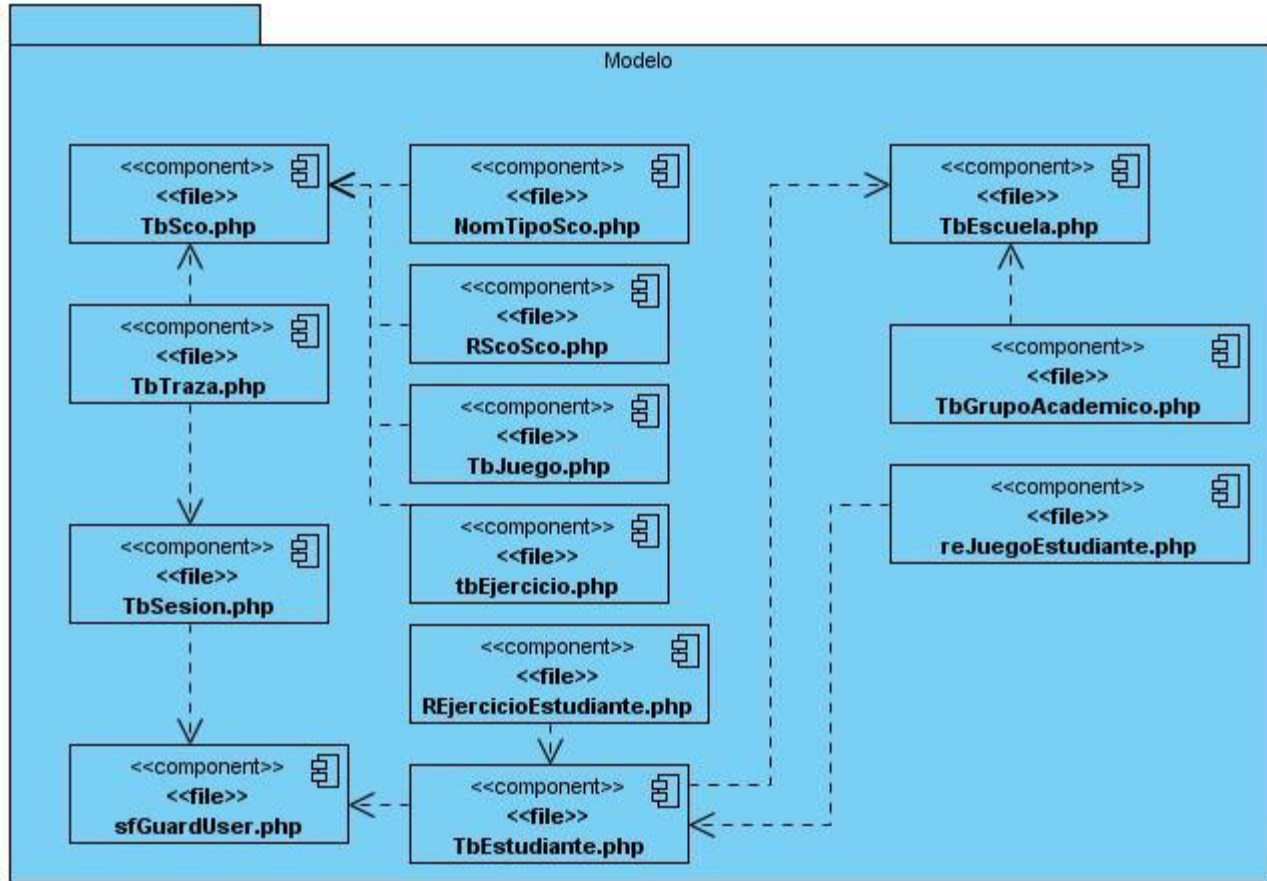 Modelo
<<component>>
<<file>>
TbSco.php
<<component>>
<<file>>
NomTipoSco.php
<<component>>
<<file>>
TbEscuela.php
<<component>>
<<file>>
RScoSco.php
<<component>>
<<file>>
TbTraza.php
<<component>>
<<file>>
TbGrupoAcademico.php
<<component>>
<<file>>
TbJuego.php
<<component>>
<<file>>
reJuegoEstudiante.php
<<component>>
<<file>>
tbEjercicio.php
<<component>>
<<file>>
TbSesion.php
<<component>>
<<file>>
REjercicioEstudiante.php
<<component>>
<<file>>
sfGuardUser.php
<<component>>
<<file>>
TbEstudiante.php